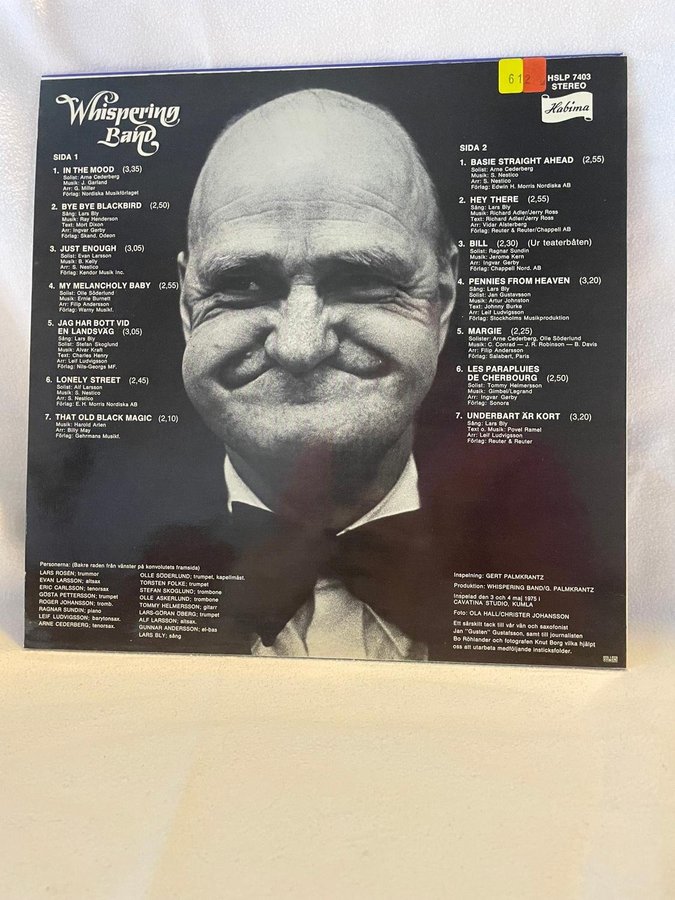 Whispering
Band
612
HSLP 7403
STEREO
Habima
SIDA 1
1. IN THE MOOD (3,35)
Solist: Arne Cederberg
Musik: J. Garland
Arr: G. Miller
Förlag: Nordiska Musikförlaget
2. BYE BYE BLACKBIRD (2,50)
Sång: Lars Bly
Musik: Ray Henderson
Text: Mort Dixon
Arr: Ingvar Gørby
Förlag: Skand. Odeon
3. JUST ENOUGH (3,05)
Solist: Evan Larsson
Musik: B. Kelly
Arr: S. Nestico
Förlag: Kendor Musik Inc.
4. MY MELANCHOLY BABY (2,55)
Solist: Olle Söderlund
Musik: Ernie Burnett
Arr: Filip Andersson
Förlag: Warny Musikf.
5. JAG HAR BOTT VID
EN LANDSVÄG (3,05)
Sång: Lars Bly
Solist: Stefan Skoglund
Musik: Alvar Kraft
Text: Charles Henry
Arr: Leif Ludvigsson
Förlag: Nils-Georgs MF.
6. LONELY STREET (2,45)
Solist: Alf Larsson
Musik: S. Nestico
Arr: S. Nestico
Förlag: E. H. Morris Nordiska AB
7. THAT OLD BLACK MAGIC (2,10)
Musik: Harold Arlen
Arr: Billy May
Förlag: Gehrmans Musikf.
SIDA 2
1. BASIE STRAIGHT AHEAD (2,55)
Solist: Arne Cederberg
Musik: S. Nestico
Arr: S. Nestico
Förlag: Edwin H. Morris Nordiska AB
2. HEY THERE (2,55)
Sång: Lars Bly
Musik: Richard Adler/Jerry Ross
Text: Richard Adler/Jerry Ross
Arr: Vidar Alsterberg
Förlag: Reuter & Reuter/Chappell AB
3. BILL (2,30) (Ur teaterbåten)
Solist: Ragnar Sundin
Musik: Jerome Kern
Arr: Ingvar Gerby
Förlag: Chappell Nord. AB
4. PENNIES FROM HEAVEN (3,20)
Sång: Lars Bly
Solist: Jan Gustavsson
Musik: Artur Johnston
Text: Johnny Burke
Arr: Leif Ludvigsson
Förlag: Stockholms Musikproduktion
5. MARGIE (2,25)
Solister: Arne Cederberg, Olle Söderlund
Musik: C. Conrad — J. R. Robinson — B. Davis
Arr: Filip Andersson
Förlag: Salabert, Paris
6. LES PARAPLUIES
DE CHERBOURG (2,50)
Solist: Tommy Helmersson
Musik: Gimbel/Legrand
Arr: Ingvar Gørby
Förlag: Sonora
7. UNDERBART ÄR KORT (3,20)
Sång: Lars Bly
Text o. Musik: Povel Ramel
Arr: Leif Ludvigsson
Förlag: Reuter & Reuter
Personerna: (Bakre raden från vänster på konvolutets framsida)
LARS ROSÉN; trummor
EVAN LARSSON; altsax
ERIC CARLSSON; tenorsax
GÖSTA PETTERSSON; trumpet
ROGER JOHANSSON; tromb.
RAGNAR SUNDIN; piano
LEIF LUDVIGSSON; barytonsax.
ARNE CEDERBERG; tenorsax.
OLLE SÖDERLUND; trumpet, kapellmäst.
TORSTEN FOLKE; trumpet
STEFAN SKOGLUND; trombone
OLLE ASKERLUND; trombone
TOMMY HELMERSSON; gitarr
LARS-GÖRAN ÖBERG; trumpet
ALF LARSSON; altsax.
GUNNAR ANDERSSON; el-bas
LARS BLY; sång
Inspelning: GERT PALMKRANTZ
Produktion: WHISPERING BAND/G. PALMKRANTZ
Inspelad den 3 och 4 maj 1975 i
CAVATINA STUDIO, KUMLA
Foto: OLA HALL/CHRISTER JOHANSSON
Ett särskilt tack till vår vän och saxofonist
Jan "Gusten" Gustafsson, samt till journalisten
Bo Röhlander och fotografen Knut Borg vilka hjälpt
oss att utarbeta medföljande insticksfolder.